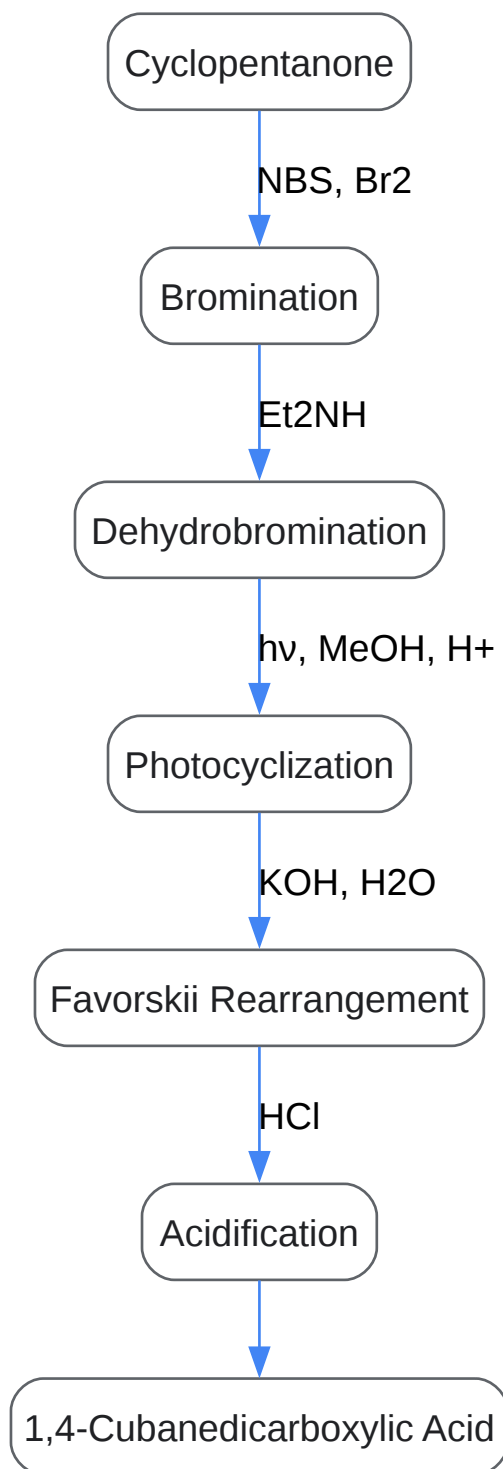 Cyclopentanone
NBS, Br2
Bromination
Et2NH
Dehydrobromination
hν, MeOH, H+
Photocyclization
KOH, H2O
Favorskii Rearrangement
HCl
Acidification
1,4-Cubanedicarboxylic Acid